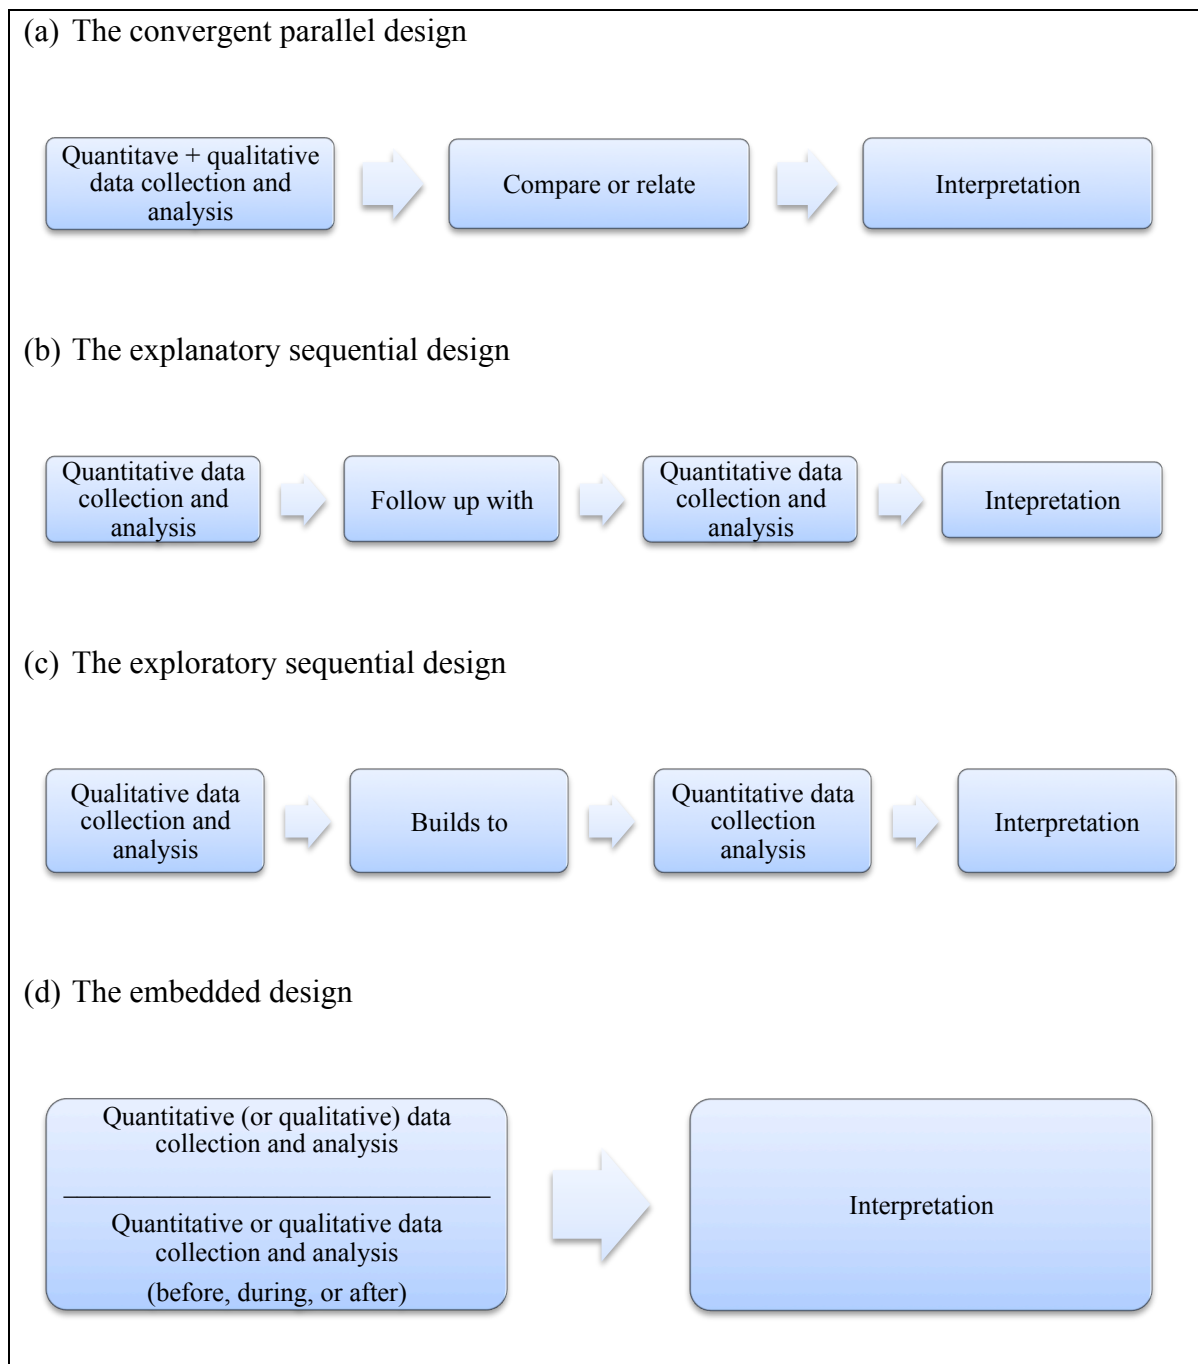 (a) The convergent parallel design
Quantitave + qualitative
data collection and
analysis
Compare or relate
Interpretation
(b) The explanatory sequential design
Quantitative data
collection and
analysis
Follow up with
Quantitative data
collection and
analysis
Intepretation
(c) The exploratory sequential design
Qualitative data
collection and
analysis
Builds to
Quantitative data
collection
analysis
Interpretation
(d) The embedded design
Quantitative (or qualitative) data
collection and analysis
Quantitative or qualitative data
collection and analysis
(before, during, or after)
Interpretation